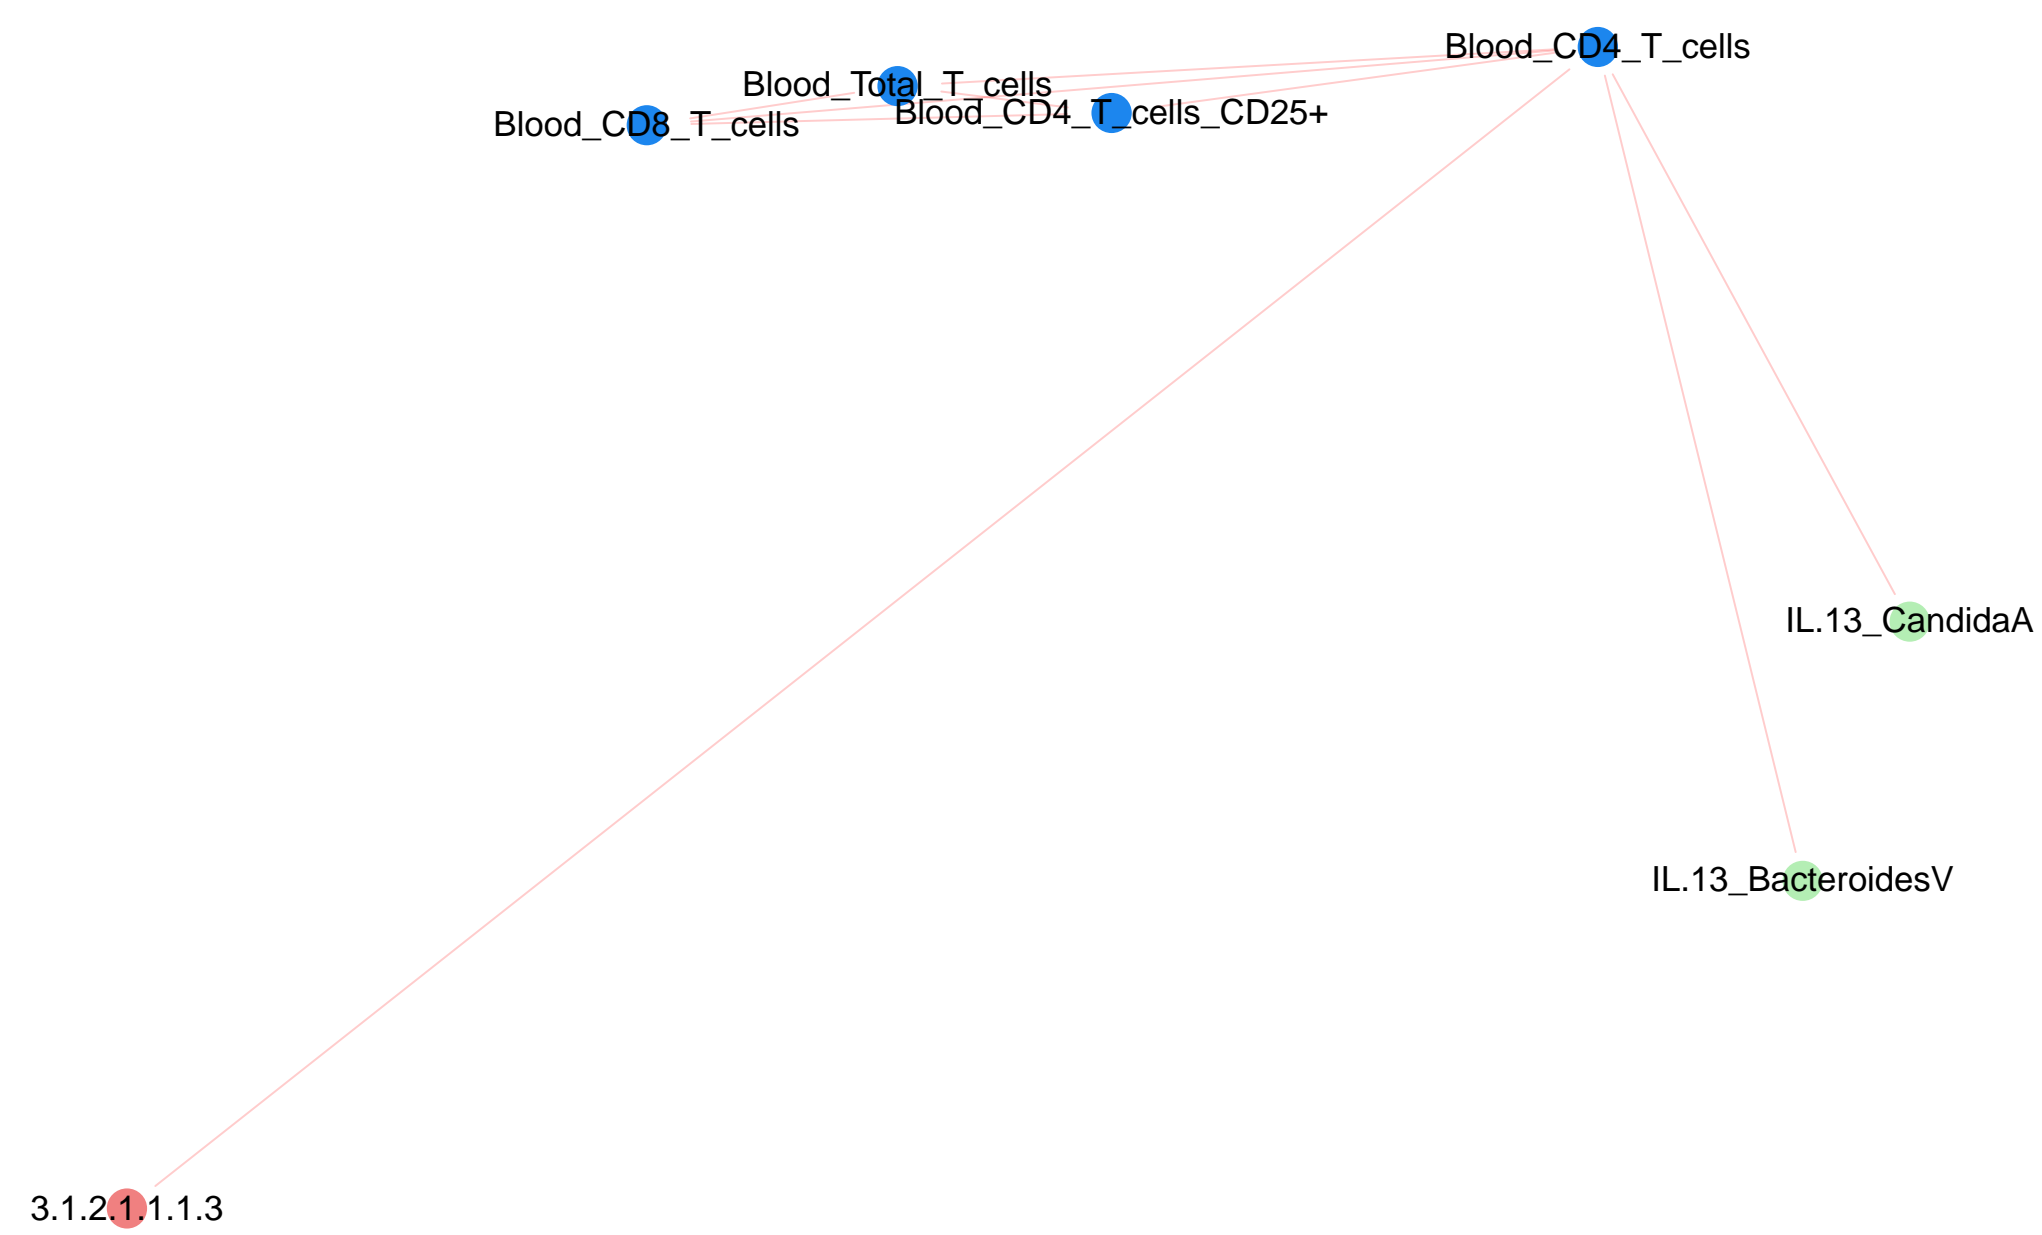 Blood_CD4_T_cells
Blood_Total_T_cells
Blood_CD4_T_cells_CD25+
Blood_CD8_T_cells
IL.13_CandidaA
IL.13_BacteroidesV
3.1.2.1.1.1.3